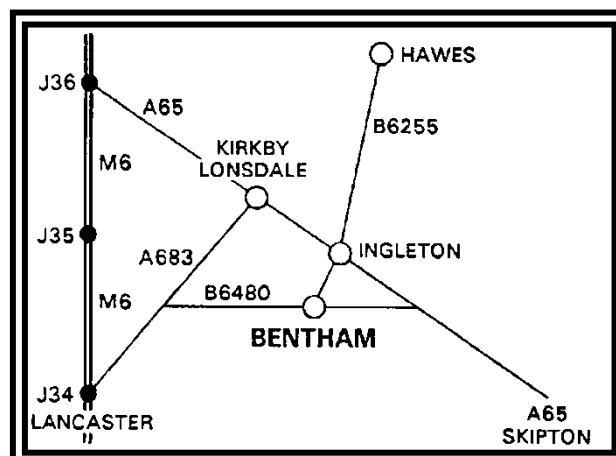 HAWES
J36
A65
B6255
KIRKBY
LONSDALE
M6
J35
INGLETON
A683
B6480
M6
BENTHAM
J34
LANCASTER
A65
SKIPTON